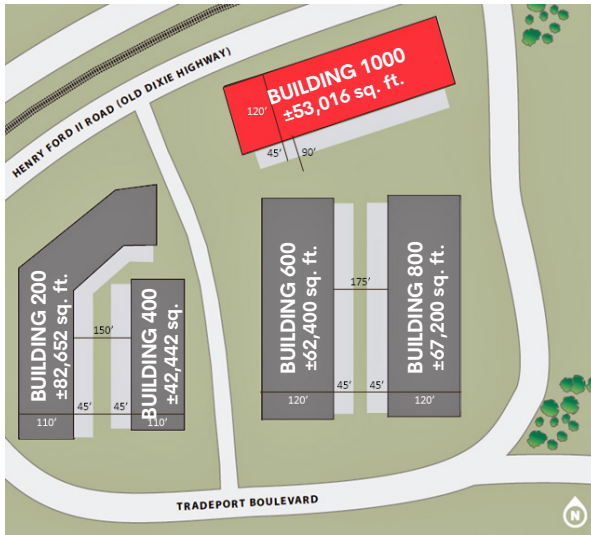 HENRY FORD II ROAD (OLD DIXIE HIGHWAY)
BUILDING 1000
±53,016 sq. ft.
120'
45'
90'
BUILDING 200
±82,652 sq. ft.
150'
BUILDING 400
±42,442 sq.
45'
45'
110'
110'
BUILDING 600
±62,400 sq. ft.
175'
BUILDING 800
±67,200 sq. ft.
45'
45'
120'
120'
TRADEPORT BOULEVARD
N